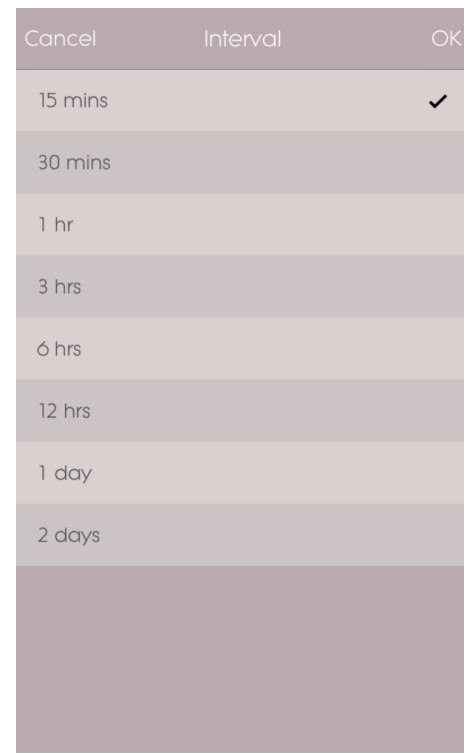 Cancel Interval OK
15 mins
30 mins
1 hr
3 hrs
6 hrs
12 hrs
1 day
2 days